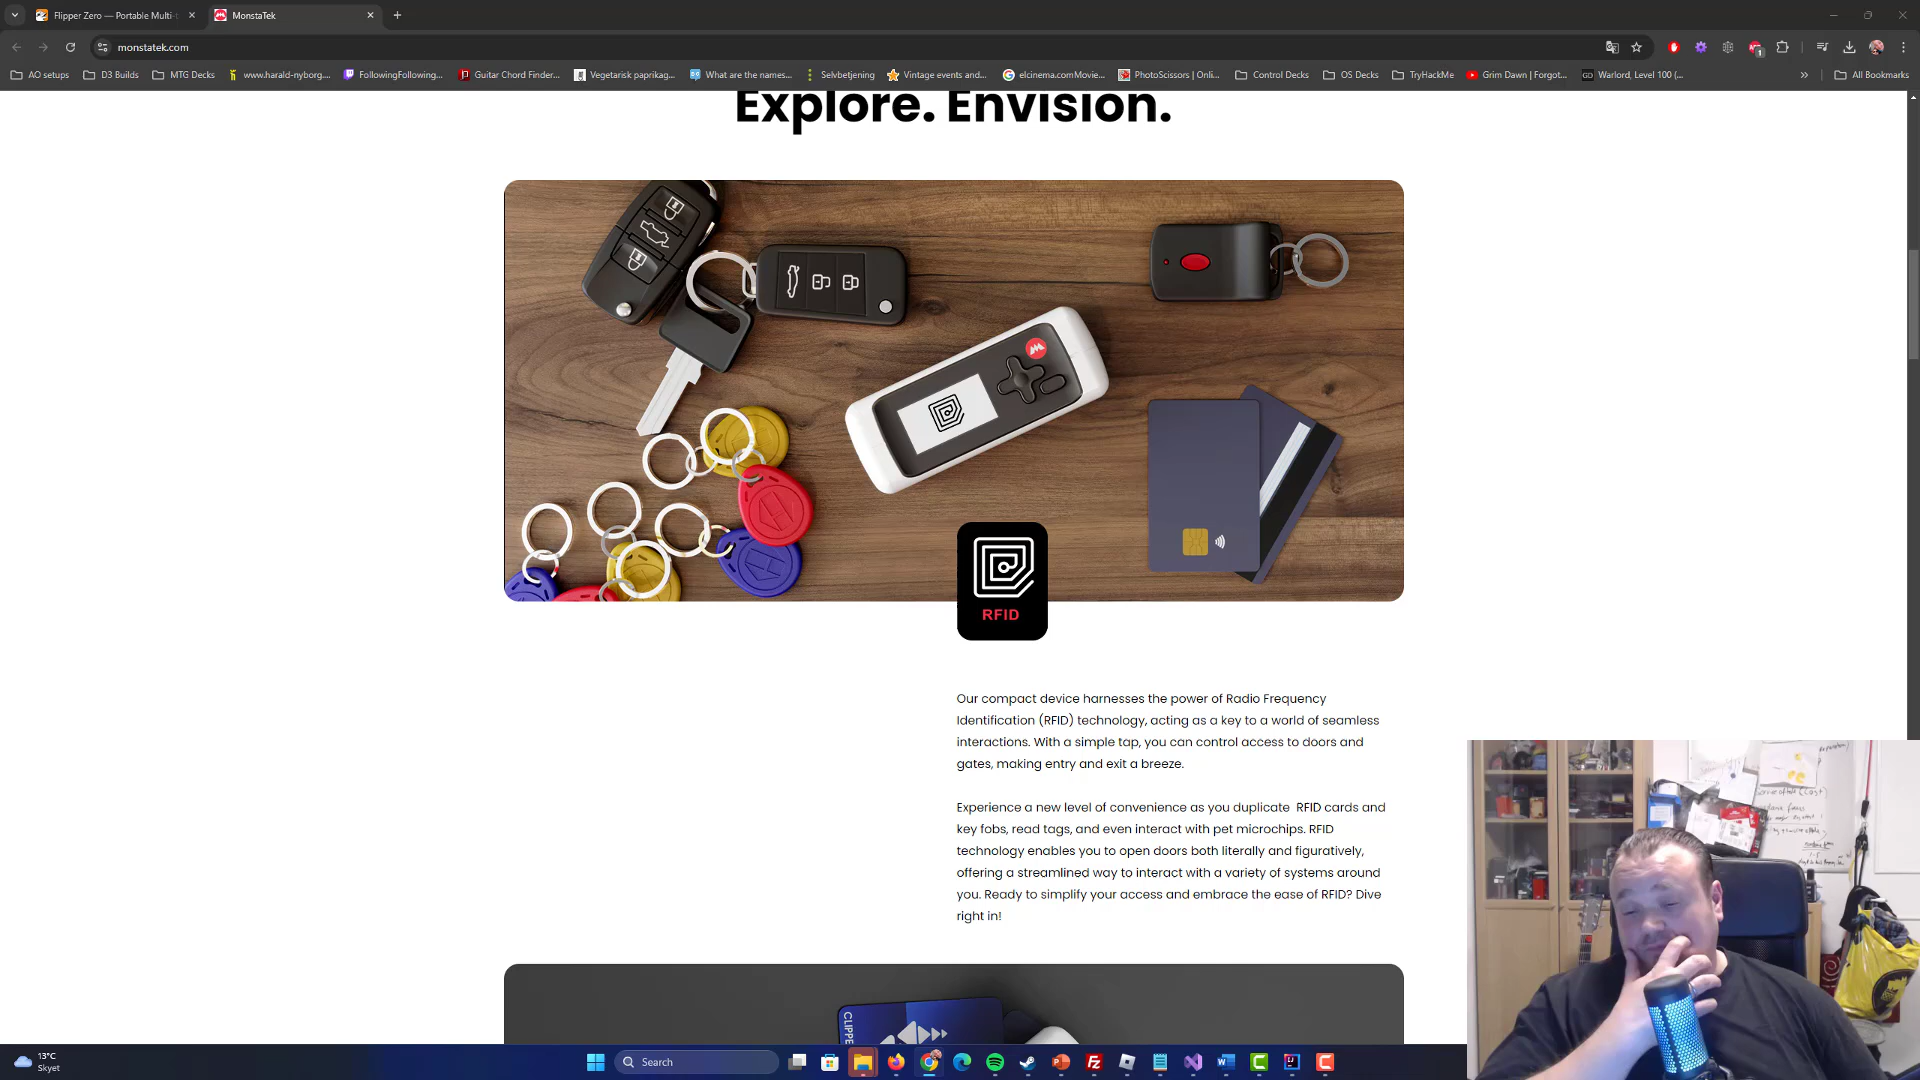 Flipper Zero — Portable Multi-t
MonstaTek
monstatek.com
AO setups
D3 Builds
MTG Decks
www.harald-nyborg....
FollowingFollowing...
Guitar Chord Finder...
Vegetarisk paprikag...
What are the names...
Selvbetjening
Vintage events and...
elcinema.comMovie...
PhotoScissors | Onli...
Control Decks
OS Decks
TryHackMe
Grim Dawn | Forgot...
Warlord, Level 100 (...
All Bookmarks
Explore. Envision.
RFID
Our compact device harnesses the power of Radio Frequency
Identification (RFID) technology, acting as a key to a world of seamless
interactions. With a simple tap, you can control access to doors and
gates, making entry and exit a breeze.
Experience a new level of convenience as you duplicate RFID cards and
key fobs, read tags, and even interact with pet microchips. RFID
technology enables you to open doors both literally and figuratively,
offering a streamlined way to interact with a variety of systems around
you. Ready to simplify your access and embrace the ease of RFID? Dive
right in!
CLIPPE
13°C
Skyet
Search